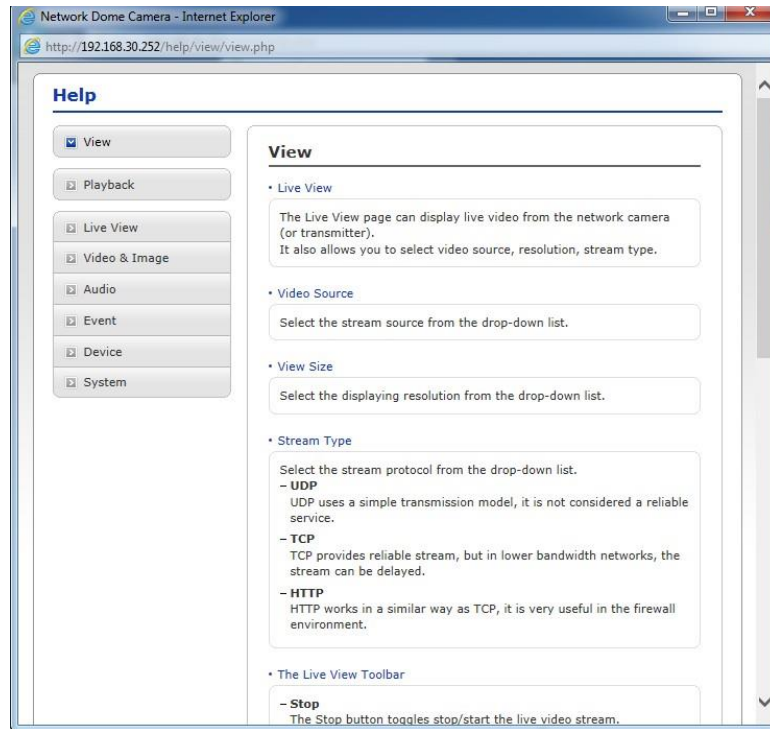 Network Dome Camera - Internet Explorer
http://192.168.30.252/help/view/view.php
Help
View
Playback
Live View
Video & Image
Audio
Event
Device
System
View
• Live View
The Live View page can display live video from the network camera
(or transmitter).
It also allows you to select video source, resolution, stream type.
• Video Source
Select the stream source from the drop-down list.
• View Size
Select the displaying resolution from the drop-down list.
• Stream Type
Select the stream protocol from the drop-down list.
– UDP
UDP uses a simple transmission model, it is not considered a reliable
service.
– TCP
TCP provides reliable stream, but in lower bandwidth networks, the
stream can be delayed.
– HTTP
HTTP works in a similar way as TCP, it is very useful in the firewall
environment.
• The Live View Toolbar
– Stop
The Stop button toggles stop/start the live video stream.